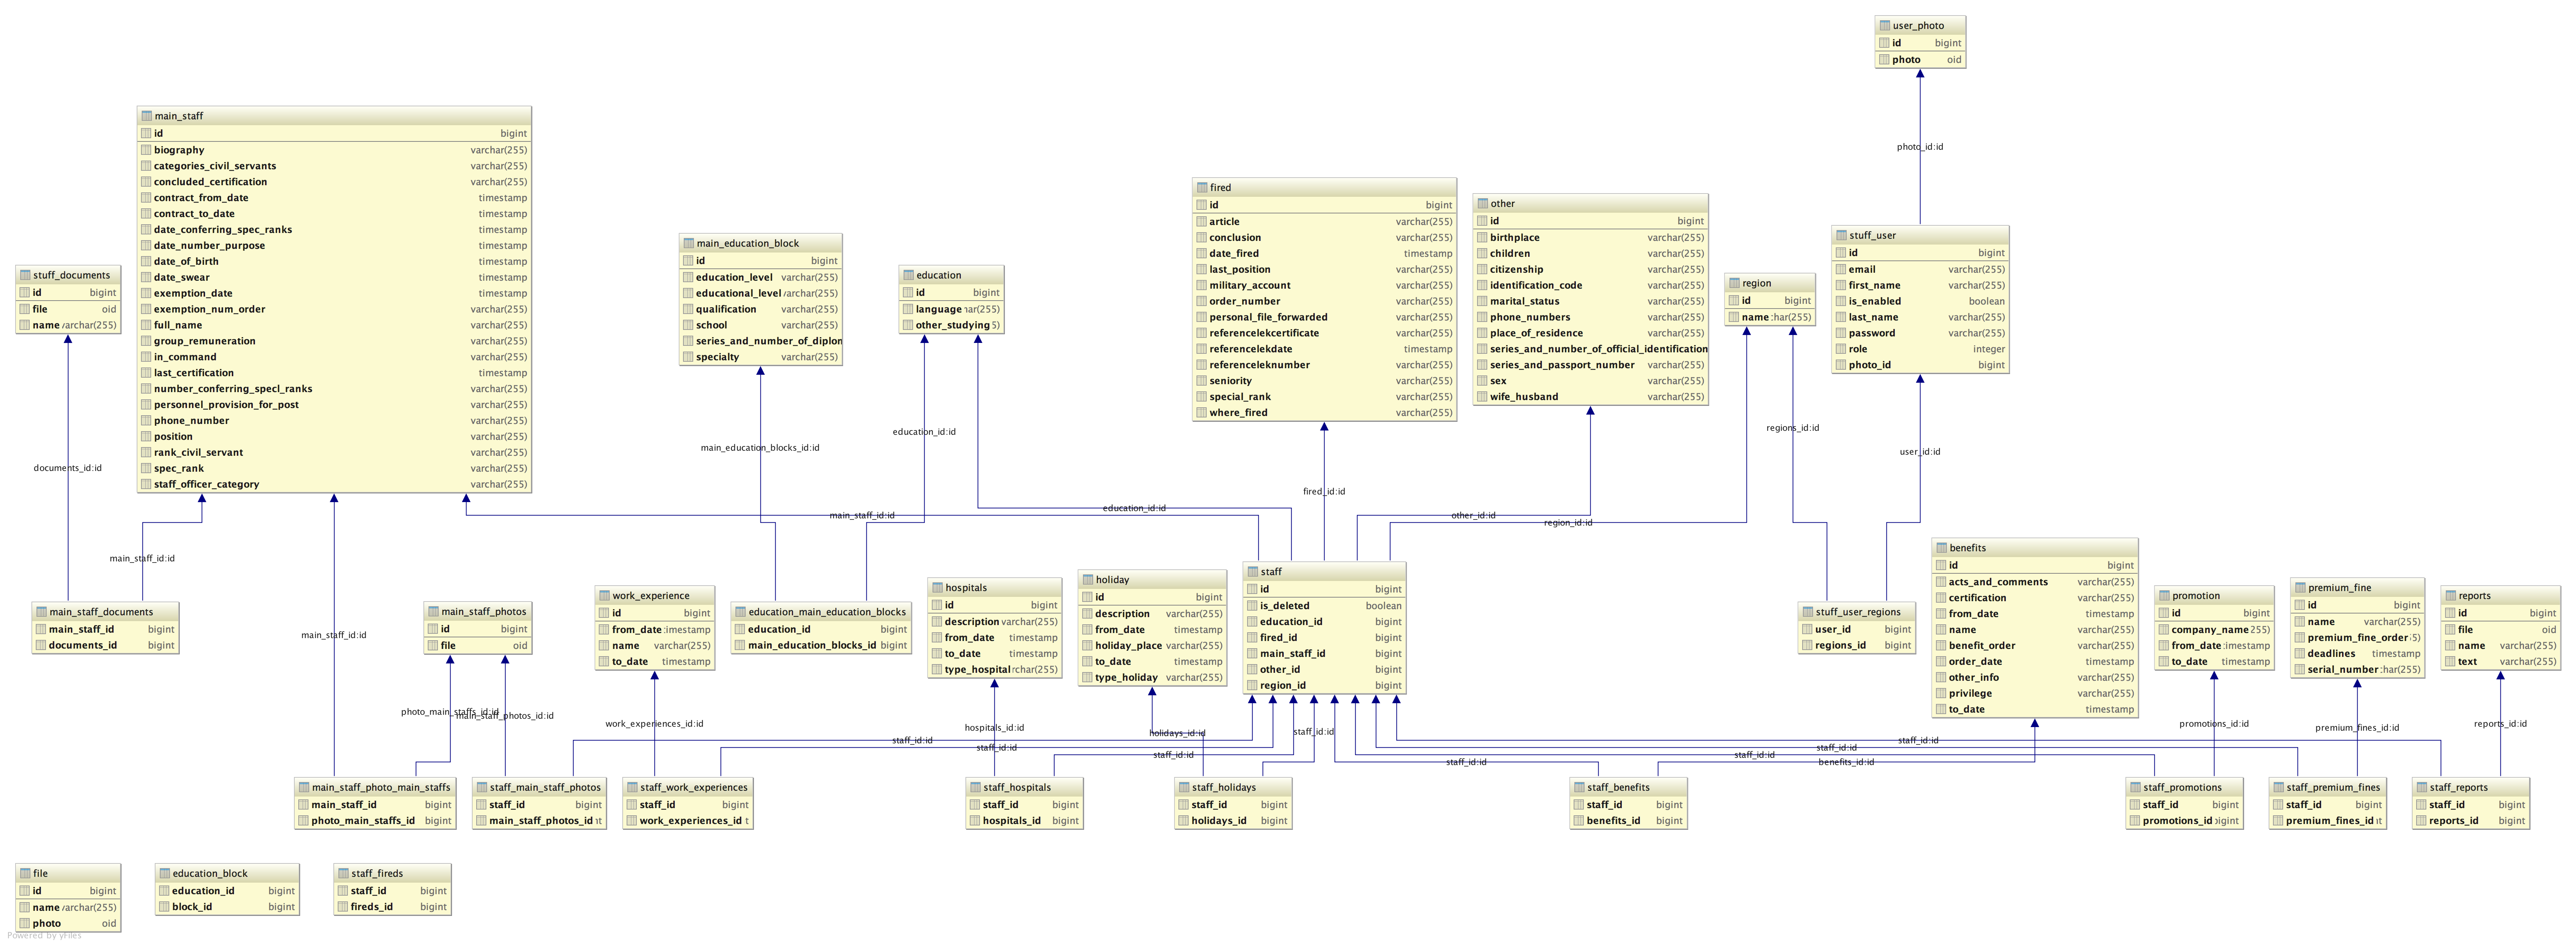 user_photo
id bigint
photo oid
photo_id:id
main_staff
id bigint
biography varchar(255)
categories_civil_servants varchar(255)
concluded_certification varchar(255)
contract_from_date timestamp
contract_to_date timestamp
date_conferring_spec_ranks timestamp
date_number_purpose timestamp
date_of_birth timestamp
date_swear timestamp
exemption_date timestamp
exemption_num_order varchar(255)
full_name varchar(255)
group_remuneration varchar(255)
in_command varchar(255)
last_certification timestamp
number_conferring_specl_ranks varchar(255)
personnel_provision_for_post varchar(255)
phone_number varchar(255)
position varchar(255)
rank_civil_servant varchar(255)
spec_rank varchar(255)
staff_officer_category varchar(255)
stuff_documents
id bigint
file oid
name varchar(255)
main_education_block
id bigint
education_level varchar(255)
educational_level varchar(255)
qualification varchar(255)
school varchar(255)
series_and_number_of_diplon
specialty varchar(255)
education
id bigint
language har(255)
other_studying 5)
fired
id bigint
article varchar(255)
conclusion varchar(255)
date_fired timestamp
last_position varchar(255)
military_account varchar(255)
order_number varchar(255)
personal_file_forwarded varchar(255)
referencelekcertificate varchar(255)
referencelekdate timestamp
referenceleknumber varchar(255)
seniority varchar(255)
special_rank varchar(255)
where_fired varchar(255)
other
id bigint
birthplace varchar(255)
children varchar(255)
citizenship varchar(255)
identification_code varchar(255)
marital_status varchar(255)
phone_numbers varchar(255)
place_of_residence varchar(255)
series_and_number_of_official_identification
series_and_passport_number varchar(255)
sex varchar(255)
wife_husband varchar(255)
region
id bigint
name :har(255)
stuff_user
id bigint
email varchar(255)
first_name varchar(255)
is_enabled boolean
last_name varchar(255)
password varchar(255)
role integer
photo_id bigint
documents_id:id
main_education_blocks_id:id
education_id:id
fired_id:id
regions_id:id
user_id:id
main_staff_id:id
education_id:id
other_id:id
region_id:id
main_staff_id:id
main_staff_id:id
main_staff_documents
main_staff_id bigint
documents_id bigint
main_staff_photos
id bigint
file oid
work_experience
id bigint
from_date :imestamp
name varchar(255)
to_date timestamp
education_main_education_blocks
education_id bigint
main_education_blocks_id bigint
hospitals
id bigint
description varchar(255)
from_date timestamp
to_date timestamp
type_hospital rchar(255)
holiday
id bigint
description varchar(255)
from_date timestamp
holiday_place varchar(255)
to_date timestamp
type_holiday varchar(255)
staff
id bigint
is_deleted boolean
education_id bigint
fired_id bigint
main_staff_id bigint
other_id bigint
region_id bigint
stuff_user_regions
user_id bigint
regions_id bigint
benefits
id bigint
acts_and_comments varchar(255)
certification varchar(255)
from_date timestamp
name varchar(255)
benefit_order varchar(255)
order_date timestamp
other_info varchar(255)
privilege varchar(255)
to_date timestamp
promotion
id bigint
company_name 255)
from_date :imestamp
to_date timestamp
premium_fine
id bigint
name varchar(255)
premium_fine_order 5)
deadlines timestamp
serial_number :har(255)
reports
id bigint
file oid
name varchar(255)
text varchar(255)
photo_main_staffs_id:id
main_staff_photos_id:id
work_experiences_id:id
hospitals_id:id
holidays_id:id
staff_id:id
promotions_id:id
premium_fines_id:id
reports_id:id
staff_id:id
staff_id:id
staff_id:id
staff_id:id
staff_id:id
staff_id:id
staff_id:id
benefits_id:id
main_staff_photo_main_staffs
main_staff_id bigint
photo_main_staffs_id bigint
staff_main_staff_photos
staff_id bigint
main_staff_photos_id
staff_work_experiences
staff_id bigint
work_experiences_id t
staff_hospitals
staff_id bigint
hospitals_id bigint
staff_holidays
staff_id bigint
holidays_id bigint
staff_benefits
staff_id bigint
benefits_id bigint
staff_promotions
staff_id bigint
promotions_id bigint
staff_premium_fines
staff_id bigint
premium_fines_id
staff_reports
staff_id bigint
reports_id bigint
file
id bigint
name varchar(255)
photo oid
education_block
education_id bigint
block_id bigint
staff_fireds
staff_id bigint
fireds_id bigint
Powered by yFiles